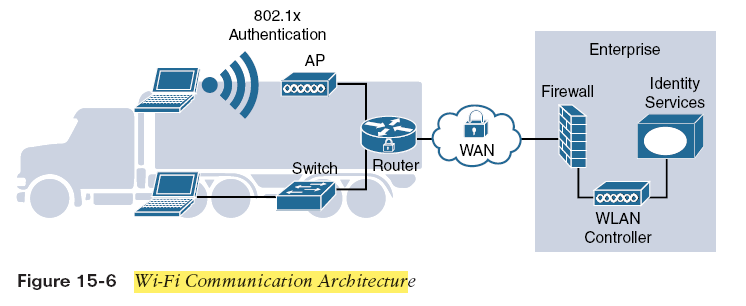 802.1x
Authentication
AP
Switch
Router
WAN
Enterprise
Firewall
Identity
Services
WLAN
Controller
Figure 15-6 Wi-Fi Communication Architecture